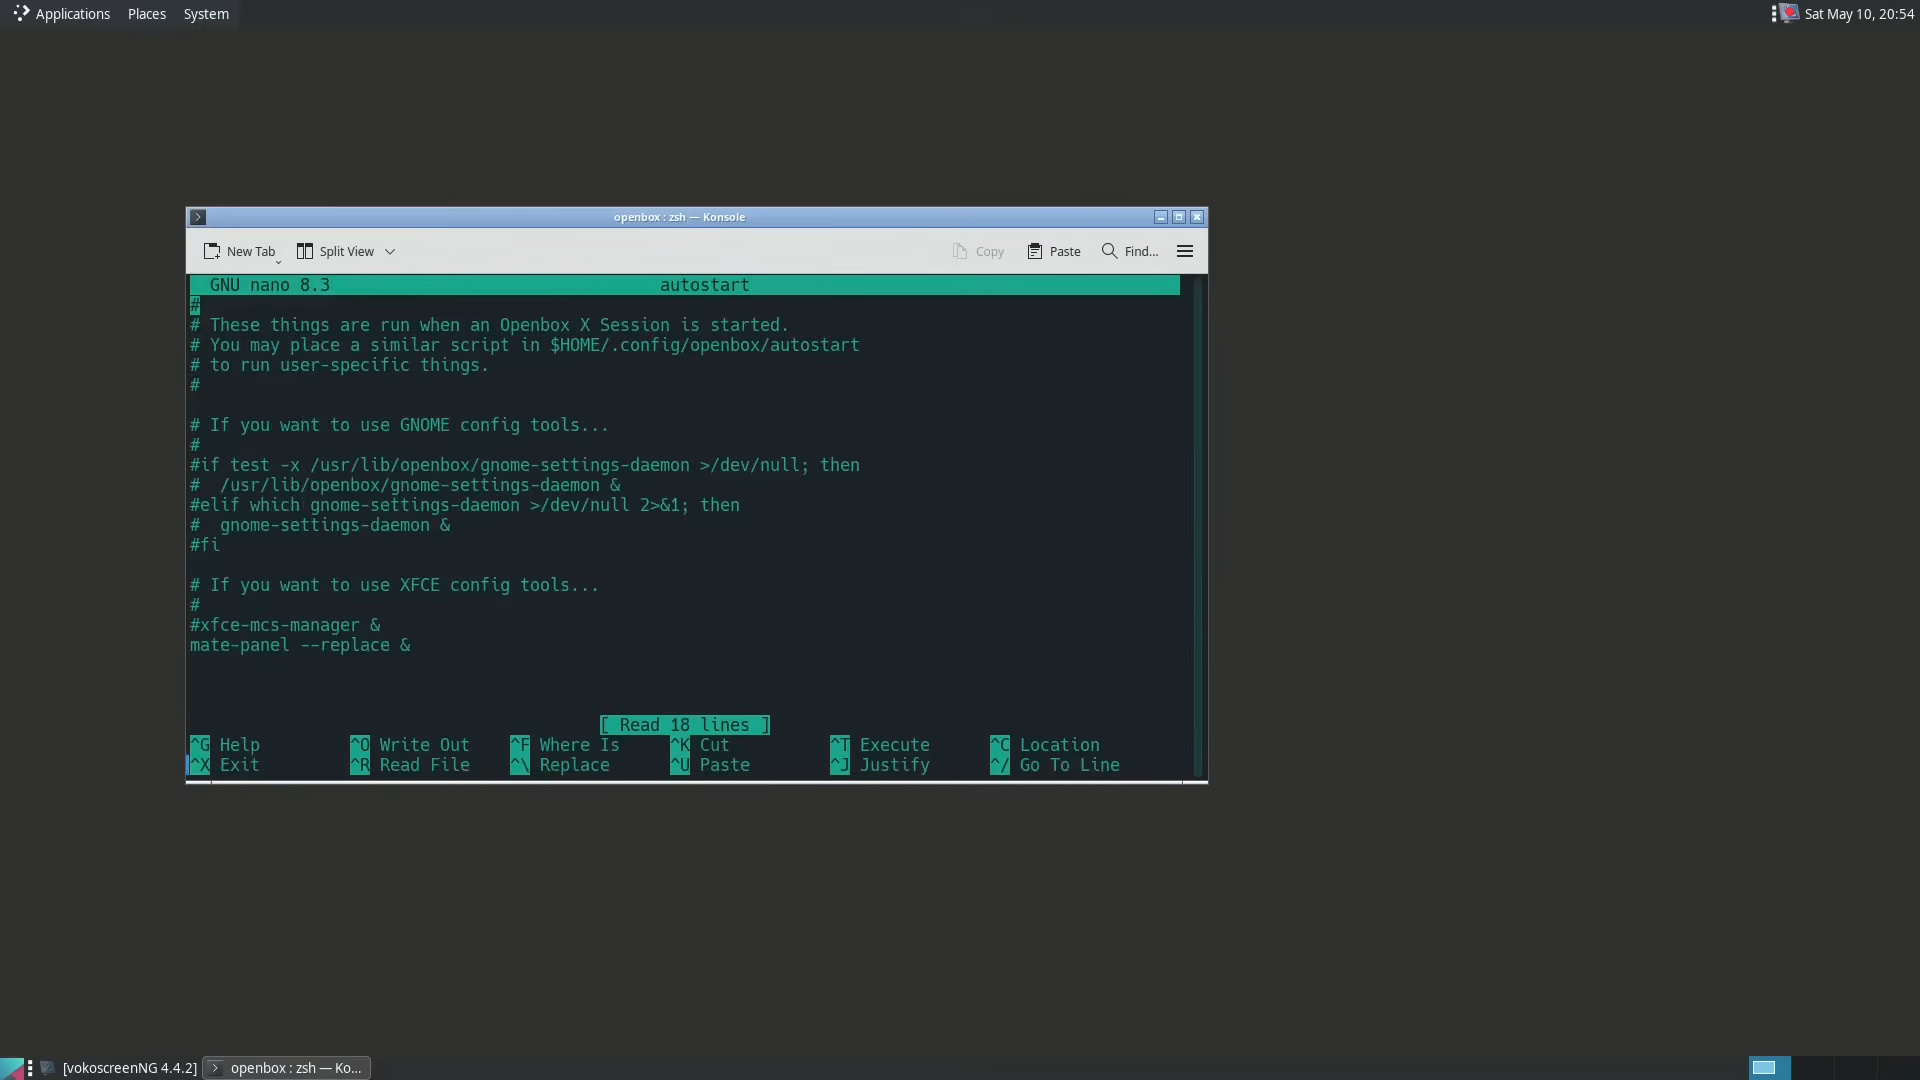 Applications Places System Sat May 10, 20:54
openbox : zsh — Konsole
New Tab Split View Copy Paste Find...
GNU nano 8.3 autostart
#
# These things are run when an Openbox X Session is started.
# You may place a similar script in $HOME/.config/openbox/autostart
# to run user-specific things.
#
# If you want to use GNOME config tools...
#
#if test -x /usr/lib/openbox/gnome-settings-daemon >/dev/null; then
#  /usr/lib/openbox/gnome-settings-daemon &
#elif which gnome-settings-daemon >/dev/null 2>&1; then
#  gnome-settings-daemon &
#fi
# If you want to use XFCE config tools...
#
#xfce-mcs-manager &
mate-panel --replace &
[ Read 18 lines ]
^G Help ^O Write Out ^F Where Is ^K Cut ^T Execute ^C Location
^X Exit ^R Read File ^\ Replace ^U Paste ^J Justify ^/ Go To Line
[vokoscreenNG 4.4.2] openbox : zsh — Ko...